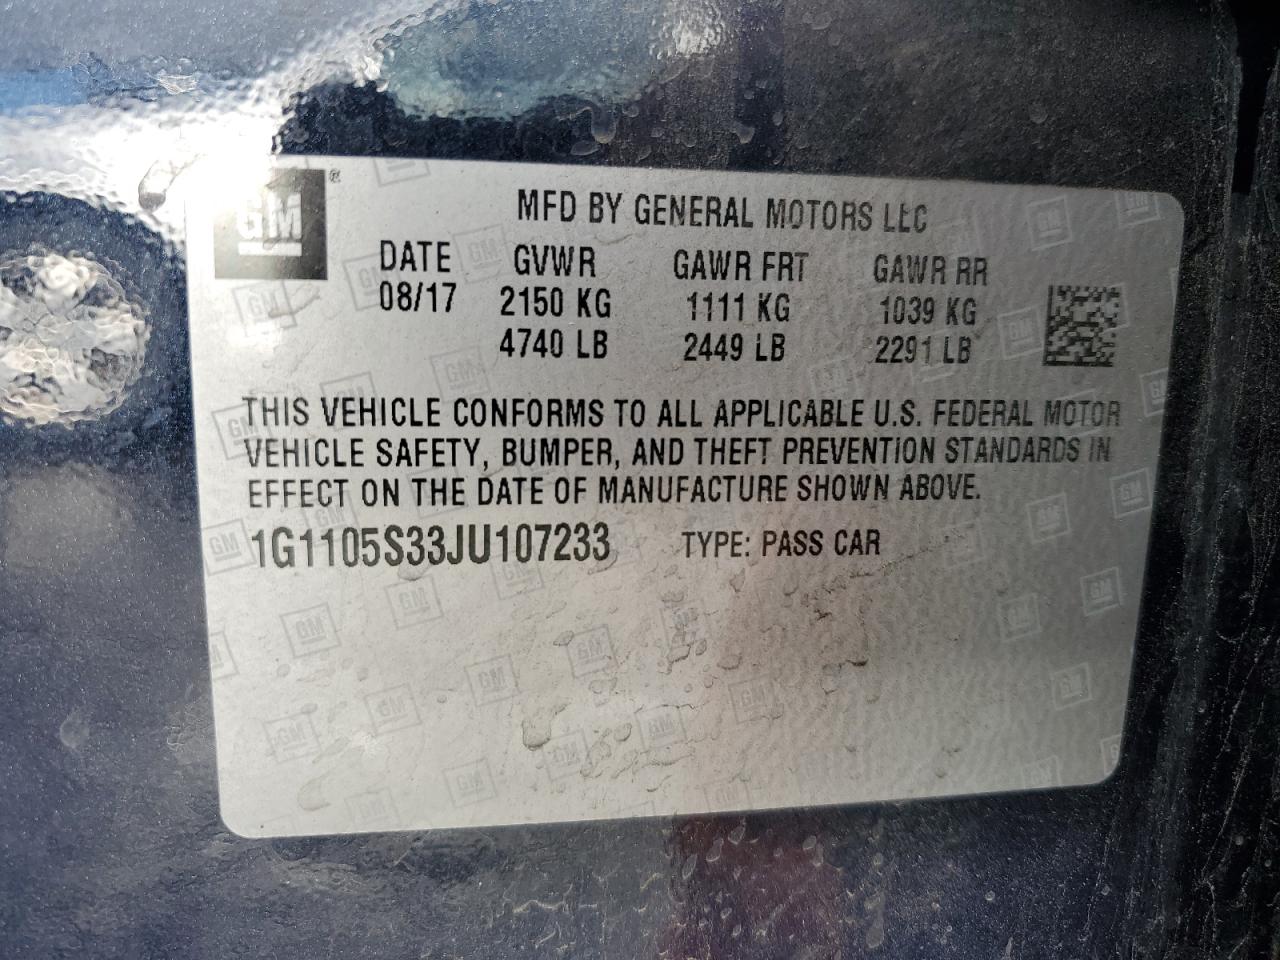 GM ®
MFD BY GENERAL MOTORS LLC
DATE GVWR GAWR FRT GAWR RR
08/17 2150 KG 1111 KG 1039 KG
4740 LB 2449 LB 2291 LB
THIS VEHICLE CONFORMS TO ALL APPLICABLE U.S. FEDERAL MOTOR
VEHICLE SAFETY, BUMPER, AND THEFT PREVENTION STANDARDS IN
EFFECT ON THE DATE OF MANUFACTURE SHOWN ABOVE.
1G1105S33JU107233 TYPE: PASS CAR